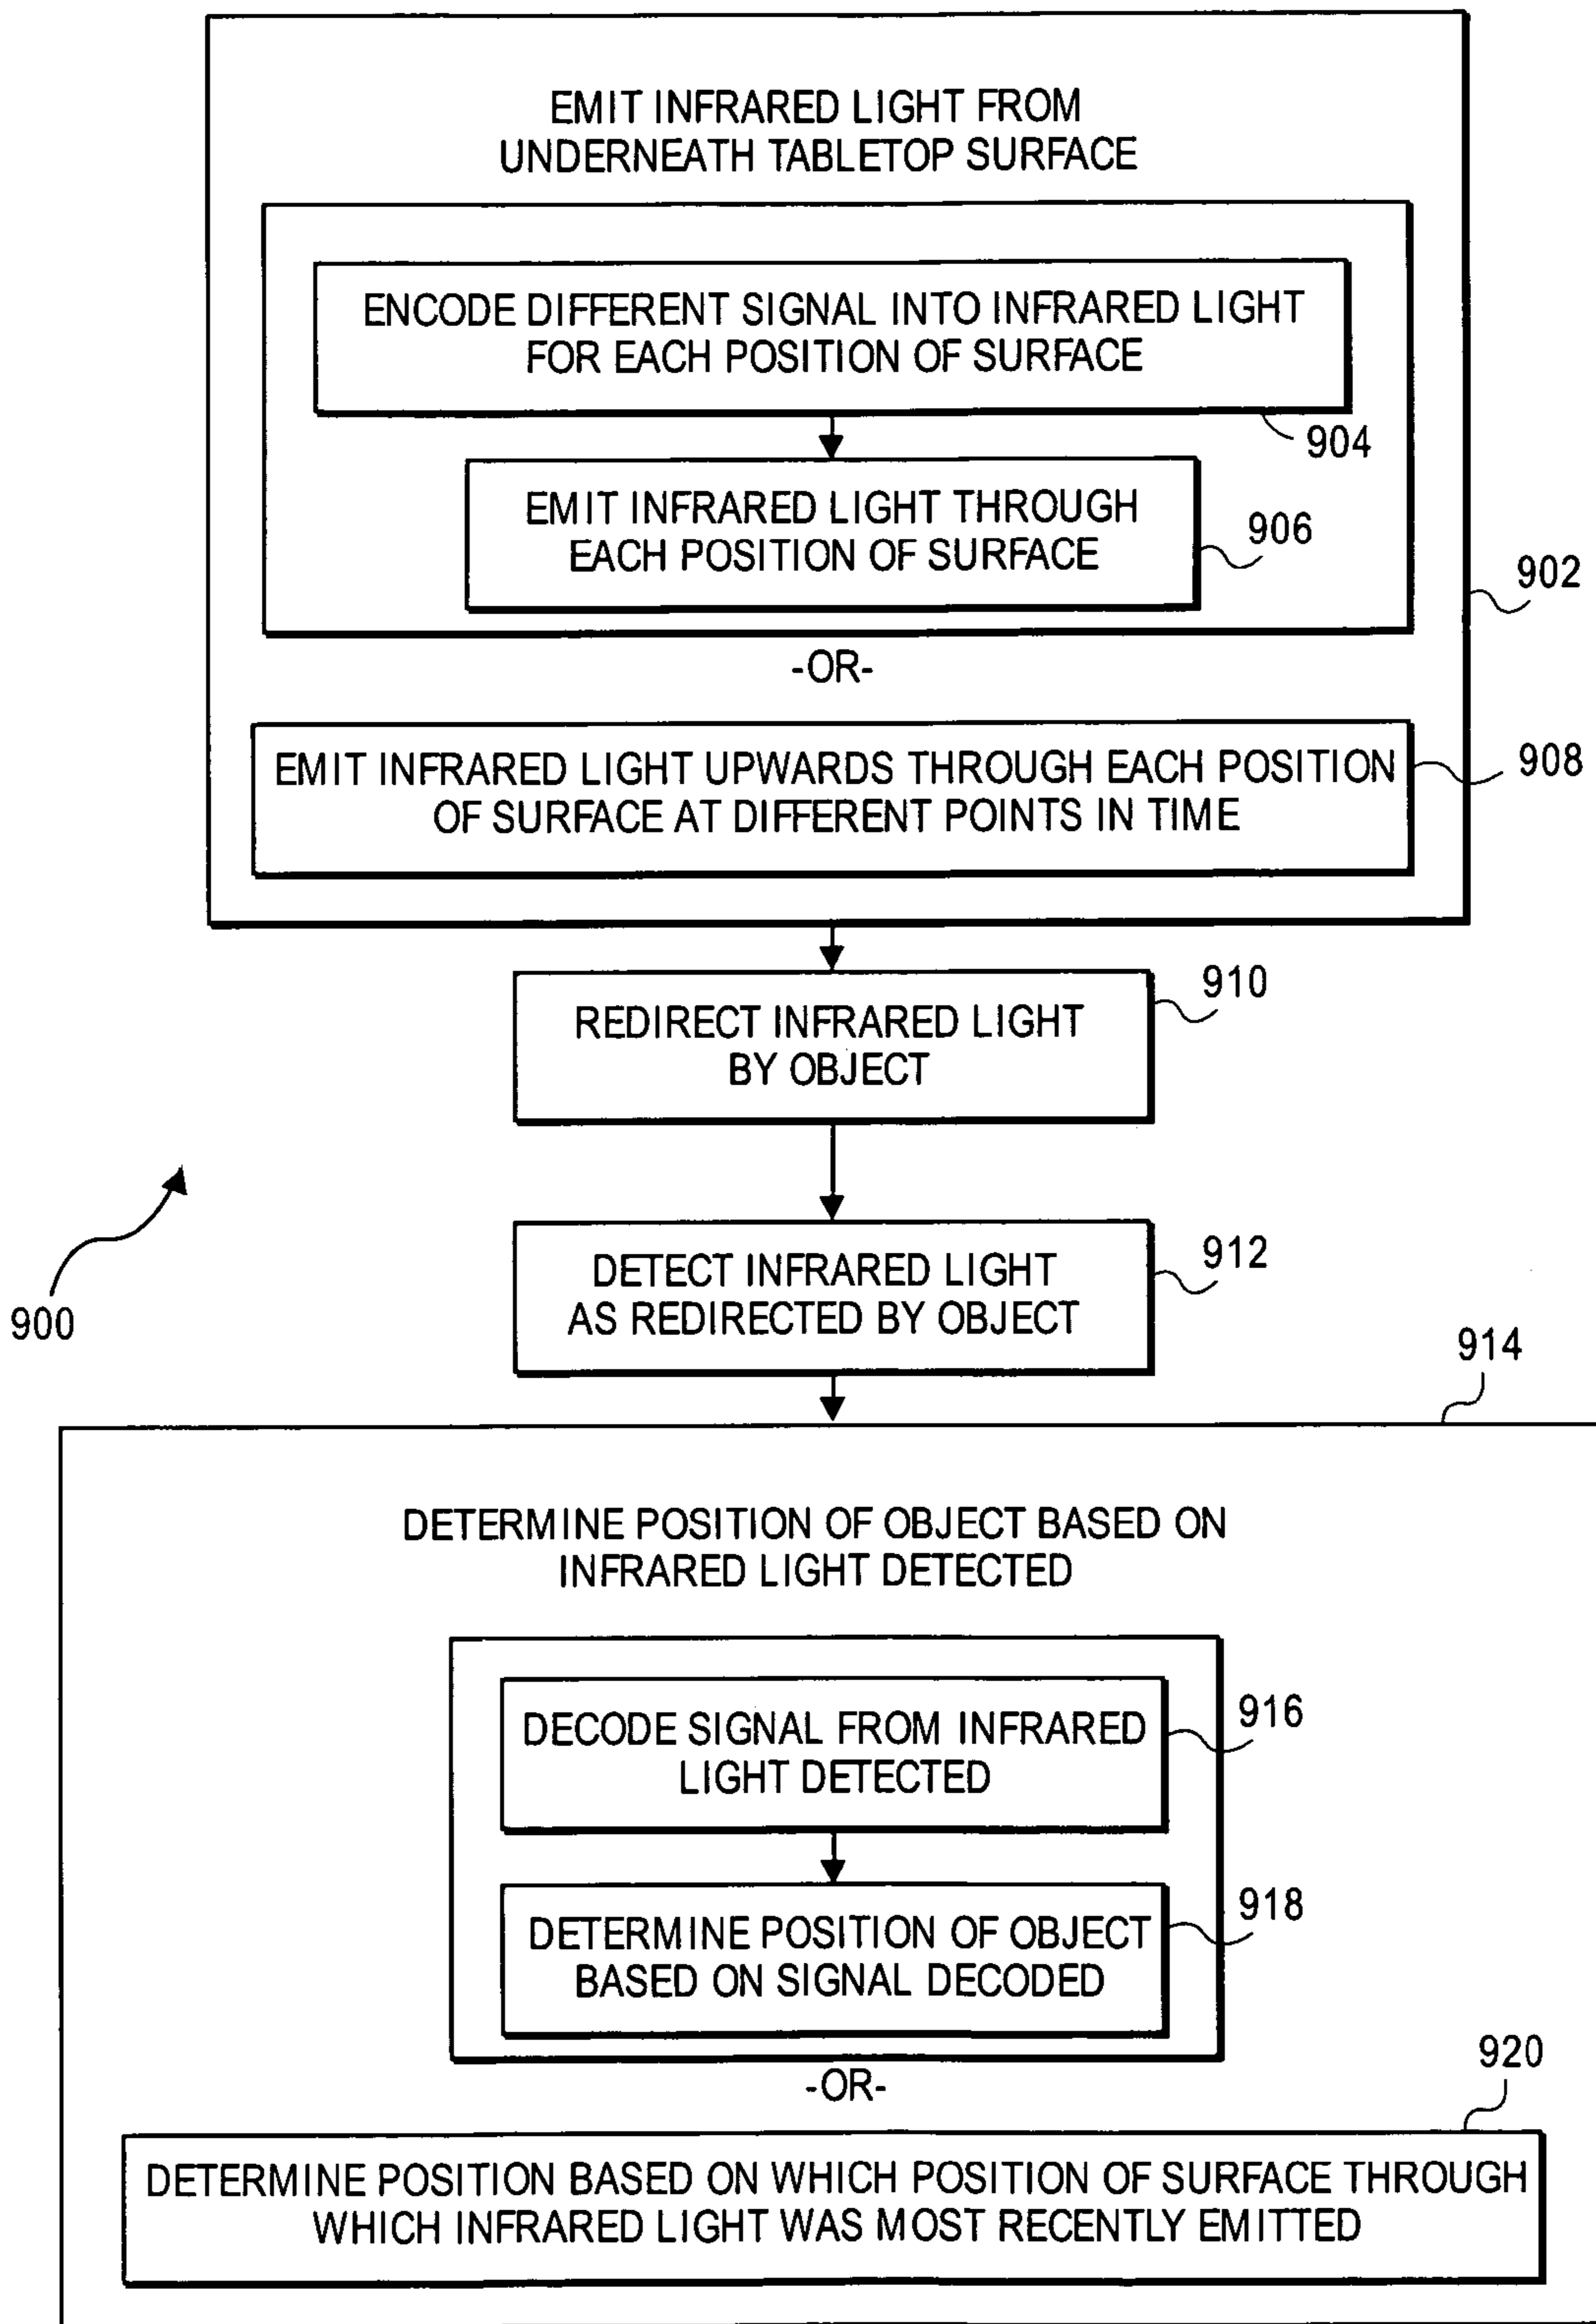 EMIT INFRARED LIGHT FROM
UNDERNEATH TABLETOP SURFACE
ENCODE DIFFERENT SIGNAL INTO INFRARED LIGHT
FOR EACH POSITION OF SURFACE
904
EMIT INFRARED LIGHT THROUGH
EACH POSITION OF SURFACE
906
902
-OR-
EMIT INFRARED LIGHT UPWARDS THROUGH EACH POSITION
OF SURFACE AT DIFFERENT POINTS IN TIME
908
REDIRECT INFRARED LIGHT
BY OBJECT
910
DETECT INFRARED LIGHT
AS REDIRECTED BY OBJECT
912
900
914
DETERMINE POSITION OF OBJECT BASED ON
INFRARED LIGHT DETECTED
DECODE SIGNAL FROM INFRARED
LIGHT DETECTED
916
DETERMINE POSITION OF OBJECT
BASED ON SIGNAL DECODED
918
-OR-
920
DETERMINE POSITION BASED ON WHICH POSITION OF SURFACE THROUGH
WHICH INFRARED LIGHT WAS MOST RECENTLY EMITTED